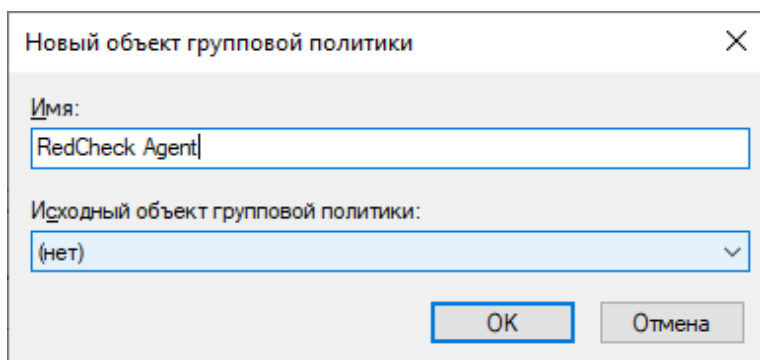 Новый объект групповой политики
Имя:
RedCheck Agent
Исходный объект групповой политики:
(нет)
OK
Отмена